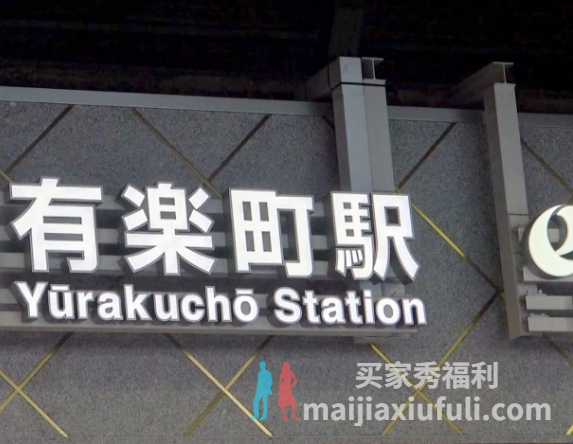 有楽町駅
Yūrakuchō Station
买家秀福利
maijiaxiufuli.com